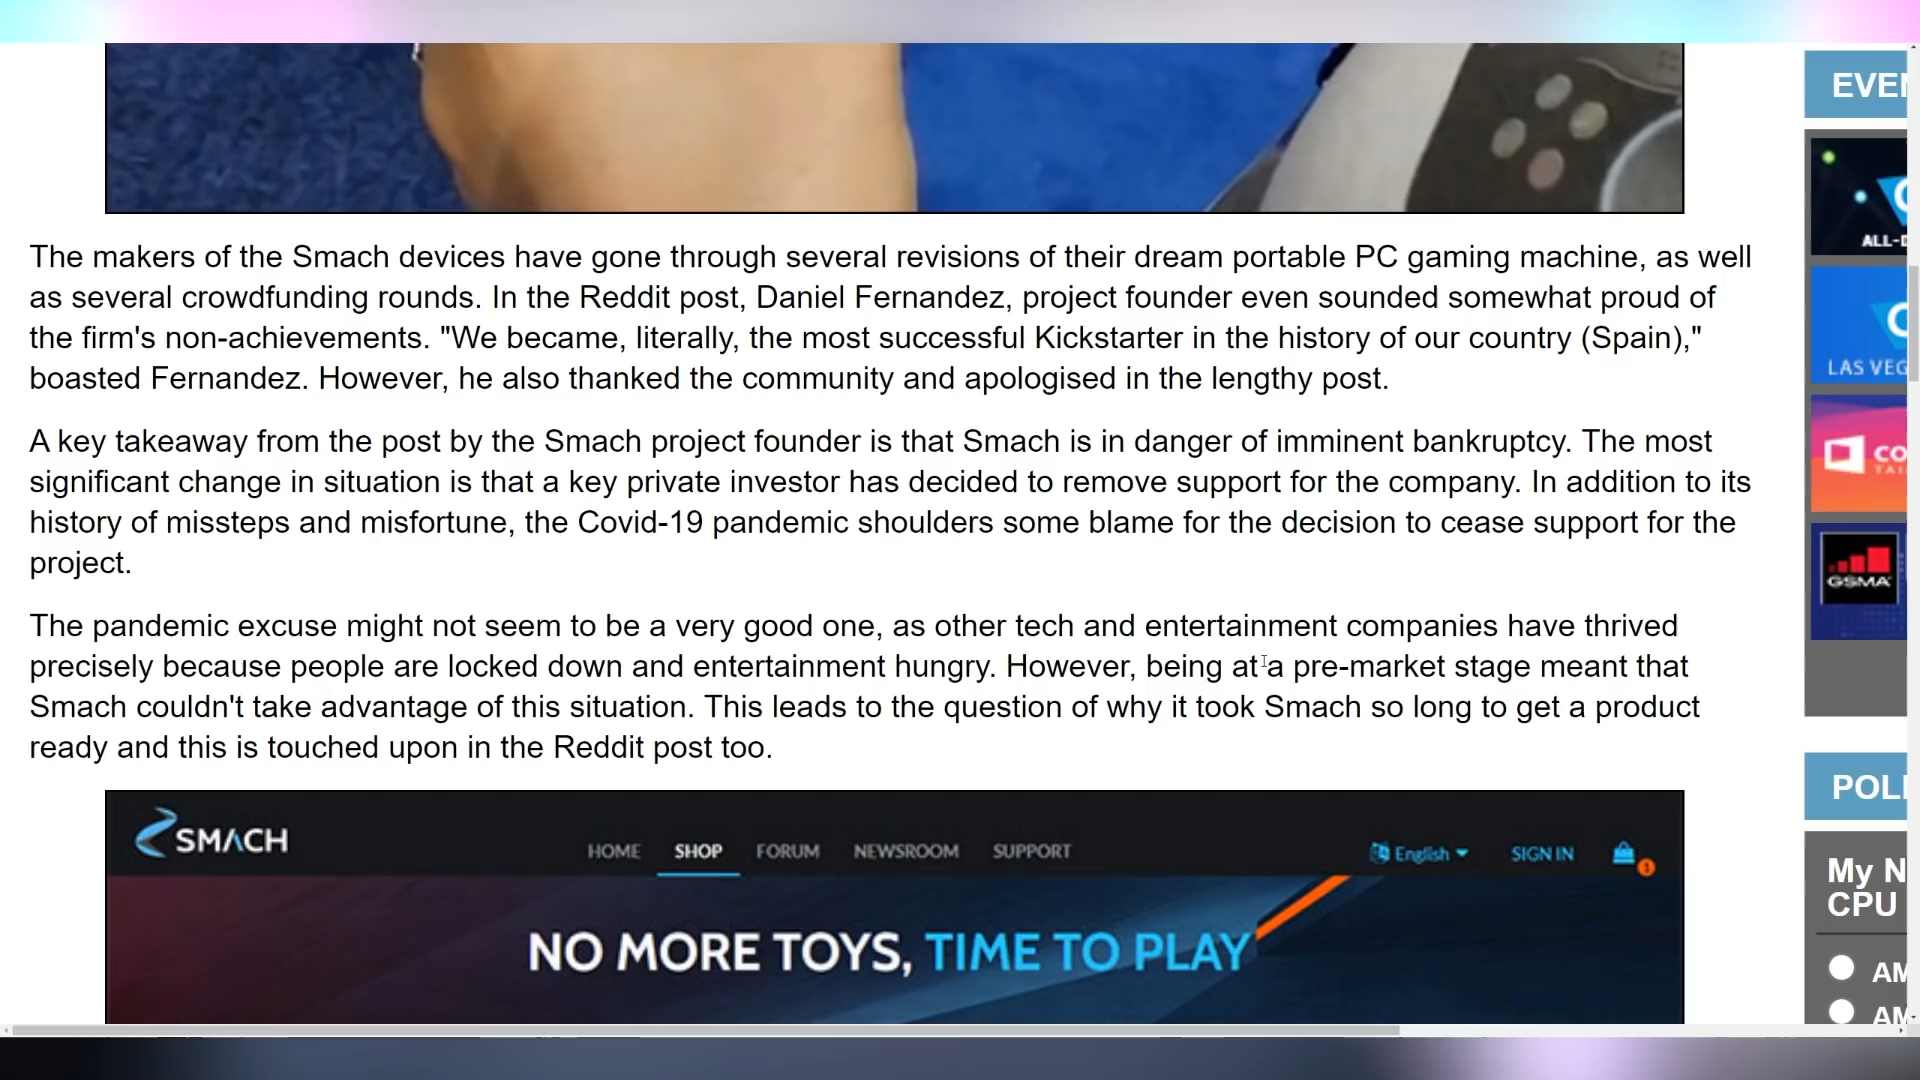 The makers of the Smach devices have gone through several revisions of their dream portable PC gaming machine, as well
as several crowdfunding rounds. In the Reddit post, Daniel Fernandez, project founder even sounded somewhat proud of
the firm's non-achievements. "We became, literally, the most successful Kickstarter in the history of our country (Spain),"
boasted Fernandez. However, he also thanked the community and apologised in the lengthy post.
A key takeaway from the post by the Smach project founder is that Smach is in danger of imminent bankruptcy. The most
significant change in situation is that a key private investor has decided to remove support for the company. In addition to its
history of missteps and misfortune, the Covid-19 pandemic shoulders some blame for the decision to cease support for the
project.
The pandemic excuse might not seem to be a very good one, as other tech and entertainment companies have thrived
precisely because people are locked down and entertainment hungry. However, being at a pre-market stage meant that
Smach couldn't take advantage of this situation. This leads to the question of why it took Smach so long to get a product
ready and this is touched upon in the Reddit post too.
SMACH
HOME SHOP FORUM NEWSROOM SUPPORT
English SIGN IN 1
NO MORE TOYS, TIME TO PLAY
LAS VEG
GSMA
My N
CPU
AM
AM